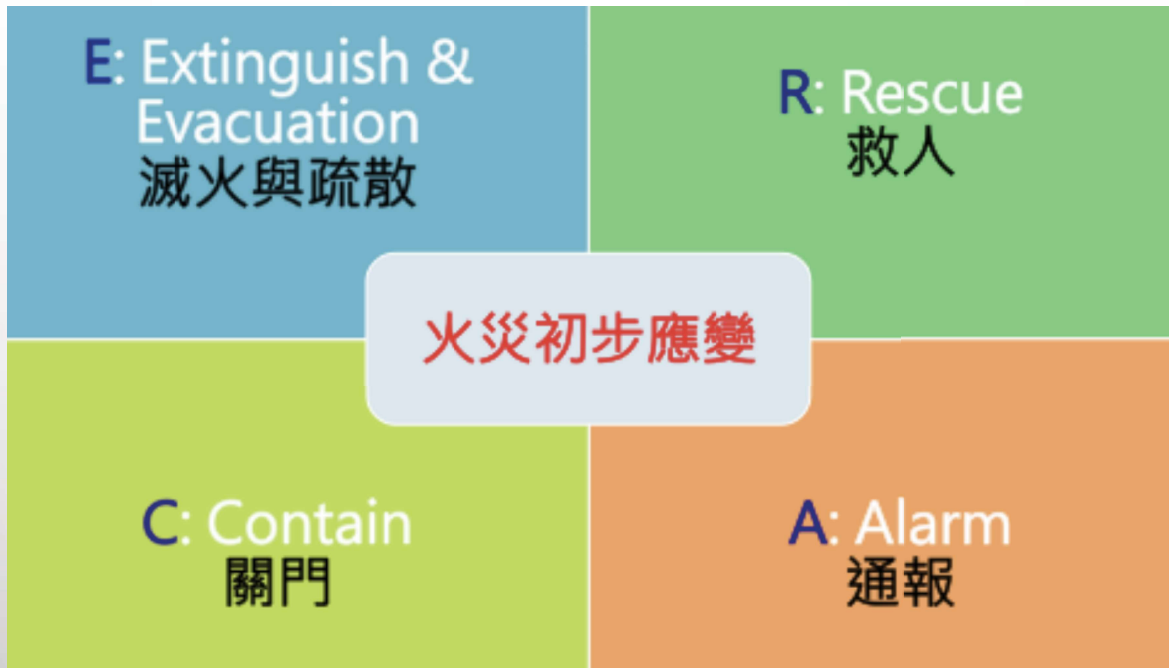 E: Extinguish &
Evacuation
滅火與疏散
R: Rescue
救人
火災初步應變
C: Contain
關門
A: Alarm
通報